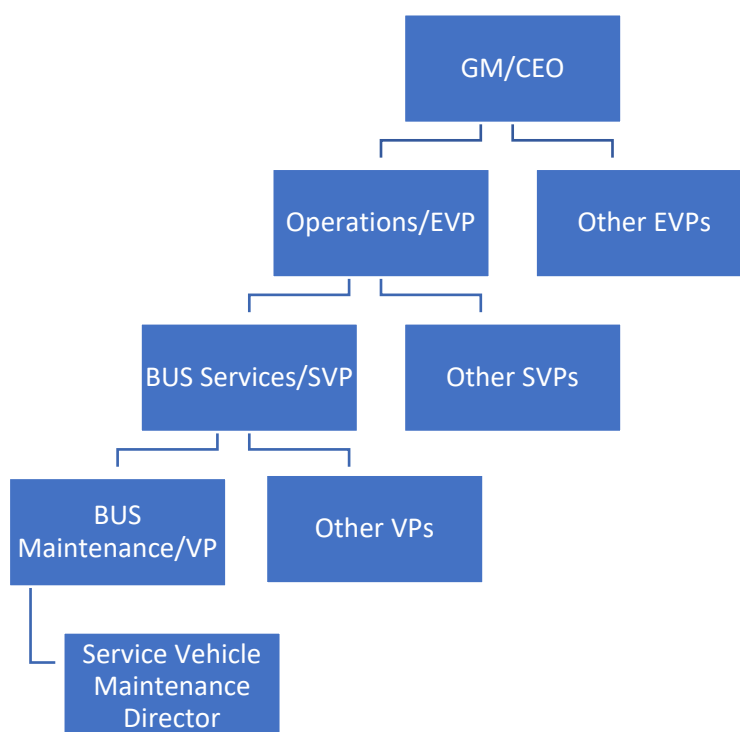 GM/CEO
Operations/EVP
Other EVPs
BUS Services/SVP
Other SVPs
BUS
Maintenance/VP
Other VPs
Service Vehicle
Maintenance
Director